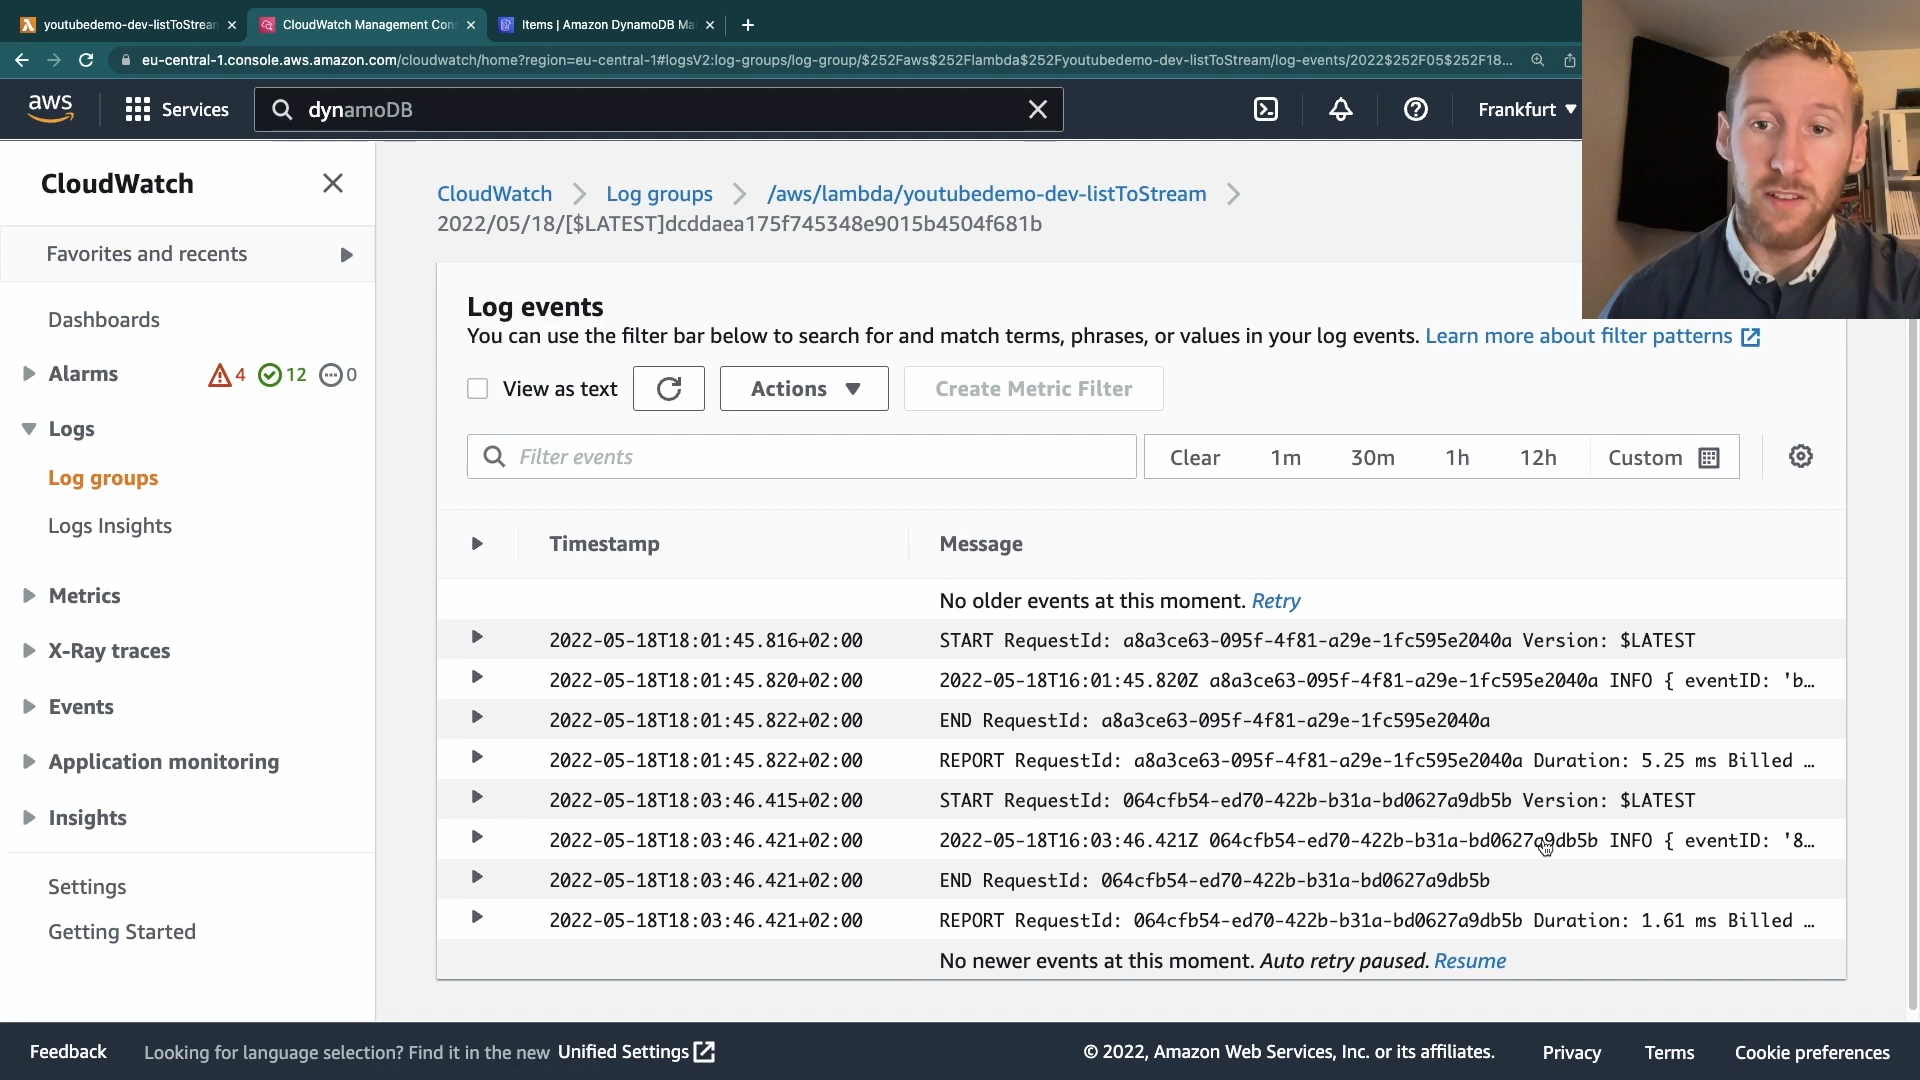 youtubedemo-dev-listToStream
CloudWatch Management Con
Items | Amazon DynamoDB Ma
eu-central-1.console.aws.amazon.com/cloudwatch/home?region=eu-central-1#logsV2:log-groups/log-group/$252Faws$252Flambda$252Fyoutubedemo-dev-listToStream/log-events/2022$252F05$252F18...
aws
Services
dynamoDB
Frankfurt
CloudWatch
Favorites and recents
Dashboards
Alarms 4 12 0
Logs
Log groups
Logs Insights
Metrics
X-Ray traces
Events
Application monitoring
Insights
Settings
Getting Started
CloudWatch Log groups /aws/lambda/youtubedemo-dev-listToStream
2022/05/18/[$LATEST]dcddaea175f745348e9015b4504f681b
Log events
You can use the filter bar below to search for and match terms, phrases, or values in your log events. Learn more about filter patterns
View as text Actions Create Metric Filter
Filter events Clear 1m 30m 1h 12h Custom
Timestamp Message
No older events at this moment. Retry
2022-05-18T18:01:45.816+02:00 START RequestId: a8a3ce63-095f-4f81-a29e-1fc595e2040a Version: $LATEST
2022-05-18T18:01:45.820+02:00 2022-05-18T16:01:45.820Z a8a3ce63-095f-4f81-a29e-1fc595e2040a INFO { eventID: 'b...
2022-05-18T18:01:45.822+02:00 END RequestId: a8a3ce63-095f-4f81-a29e-1fc595e2040a
2022-05-18T18:01:45.822+02:00 REPORT RequestId: a8a3ce63-095f-4f81-a29e-1fc595e2040a Duration: 5.25 ms Billed ...
2022-05-18T18:03:46.415+02:00 START RequestId: 064cfb54-ed70-422b-b31a-bd0627a9db5b Version: $LATEST
2022-05-18T18:03:46.421+02:00 2022-05-18T16:03:46.421Z 064cfb54-ed70-422b-b31a-bd0627a9db5b INFO { eventID: '8...
2022-05-18T18:03:46.421+02:00 END RequestId: 064cfb54-ed70-422b-b31a-bd0627a9db5b
2022-05-18T18:03:46.421+02:00 REPORT RequestId: 064cfb54-ed70-422b-b31a-bd0627a9db5b Duration: 1.61 ms Billed ...
No newer events at this moment. Auto retry paused. Resume
Feedback Looking for language selection? Find it in the new Unified Settings © 2022, Amazon Web Services, Inc. or its affiliates. Privacy Terms Cookie preferences